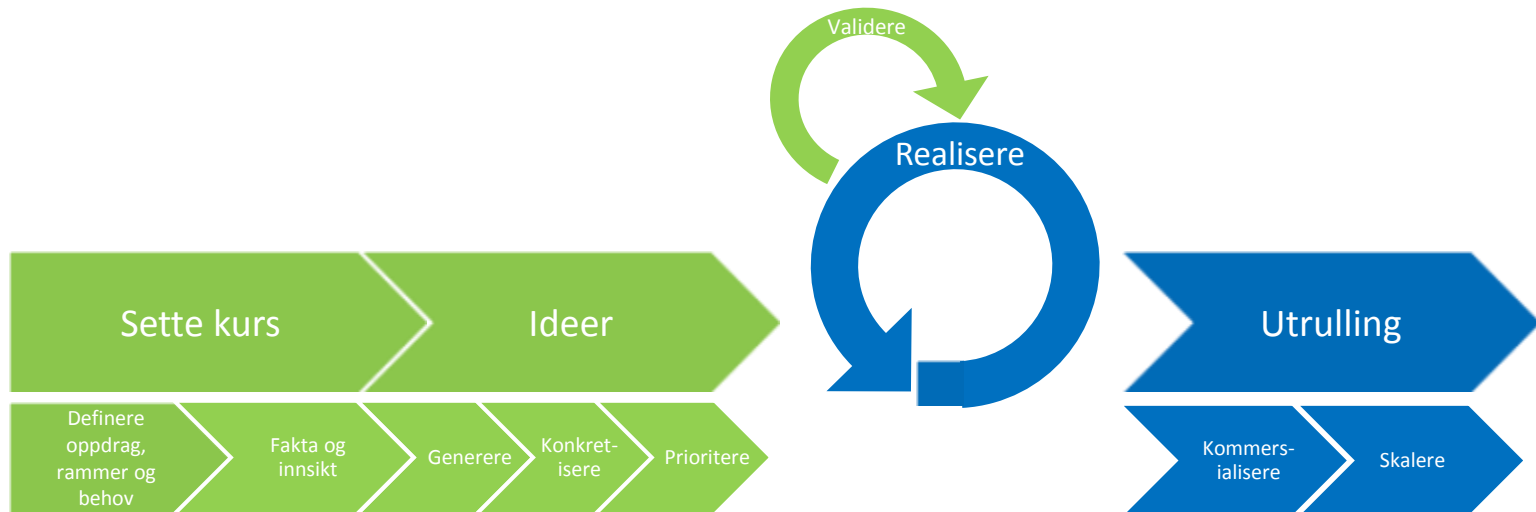 Validere
Realisere
Sette kurs
Ideer
Utrulling
Definere
oppdrag,
rammer og
behov
Fakta og
innsikt
Generere
Konkret-
isere
Prioritere
Kommers-
ialisere
Skalere